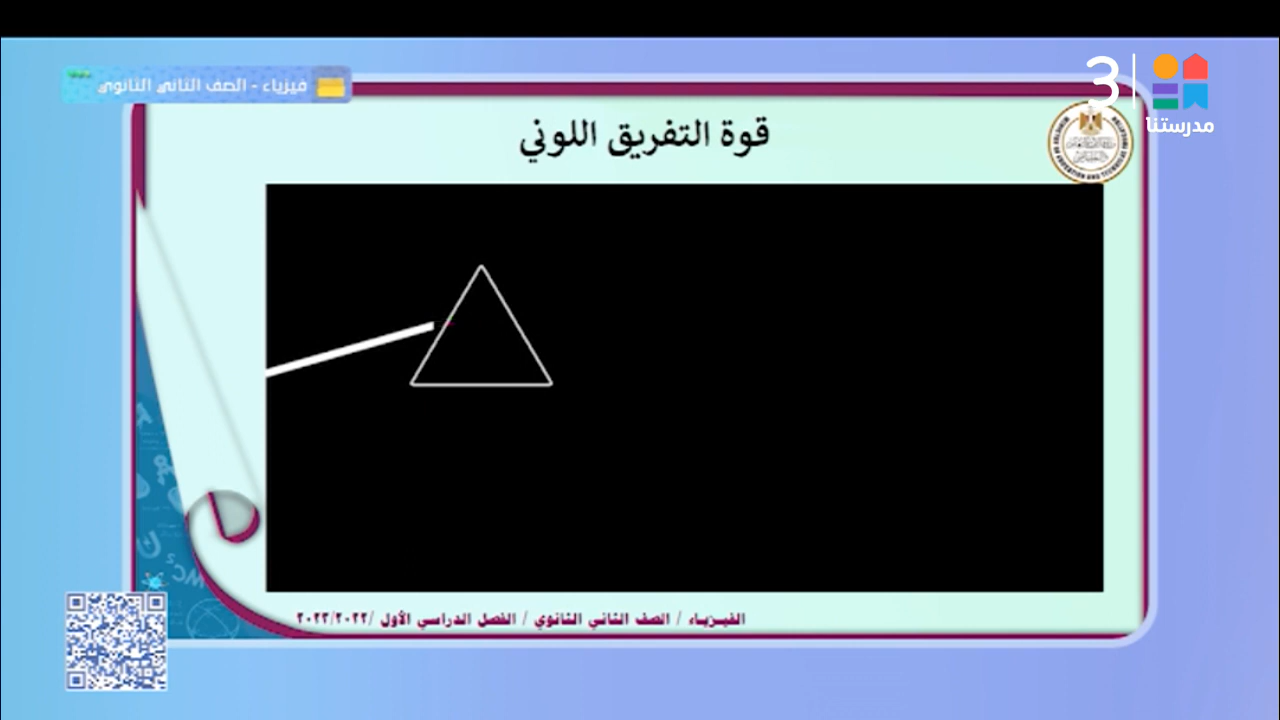 فيزياء - الصف الثاني الثانوي
3
مدرستنا
قوة التفريق اللوني
الفيزياء / الصف الثاني الثانوي / الفصل الدراسي الأول /٢٠٢٣/٢٠٢٢